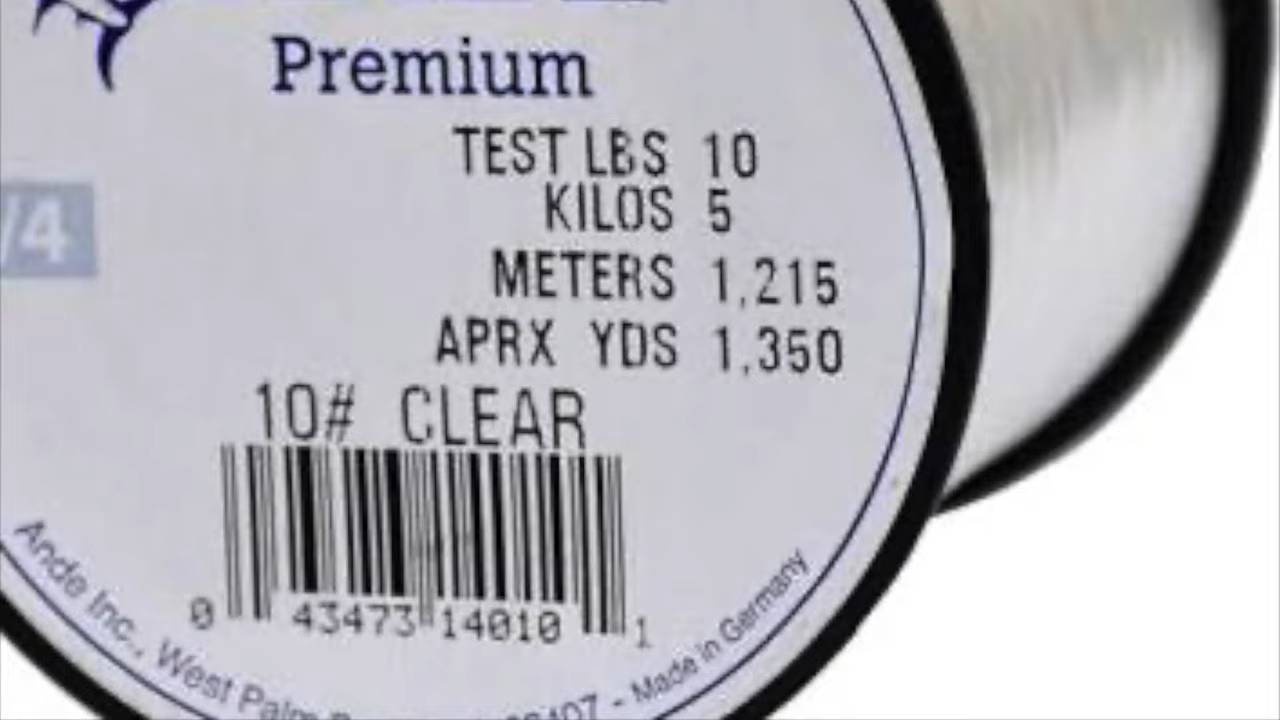 Premium
TEST LBS 10
KILOS 5
/4
METERS 1,215
APRX YDS 1,350
10# CLEAR
0 43473 14010 1
Ande Inc., West Palm - Made in Germany